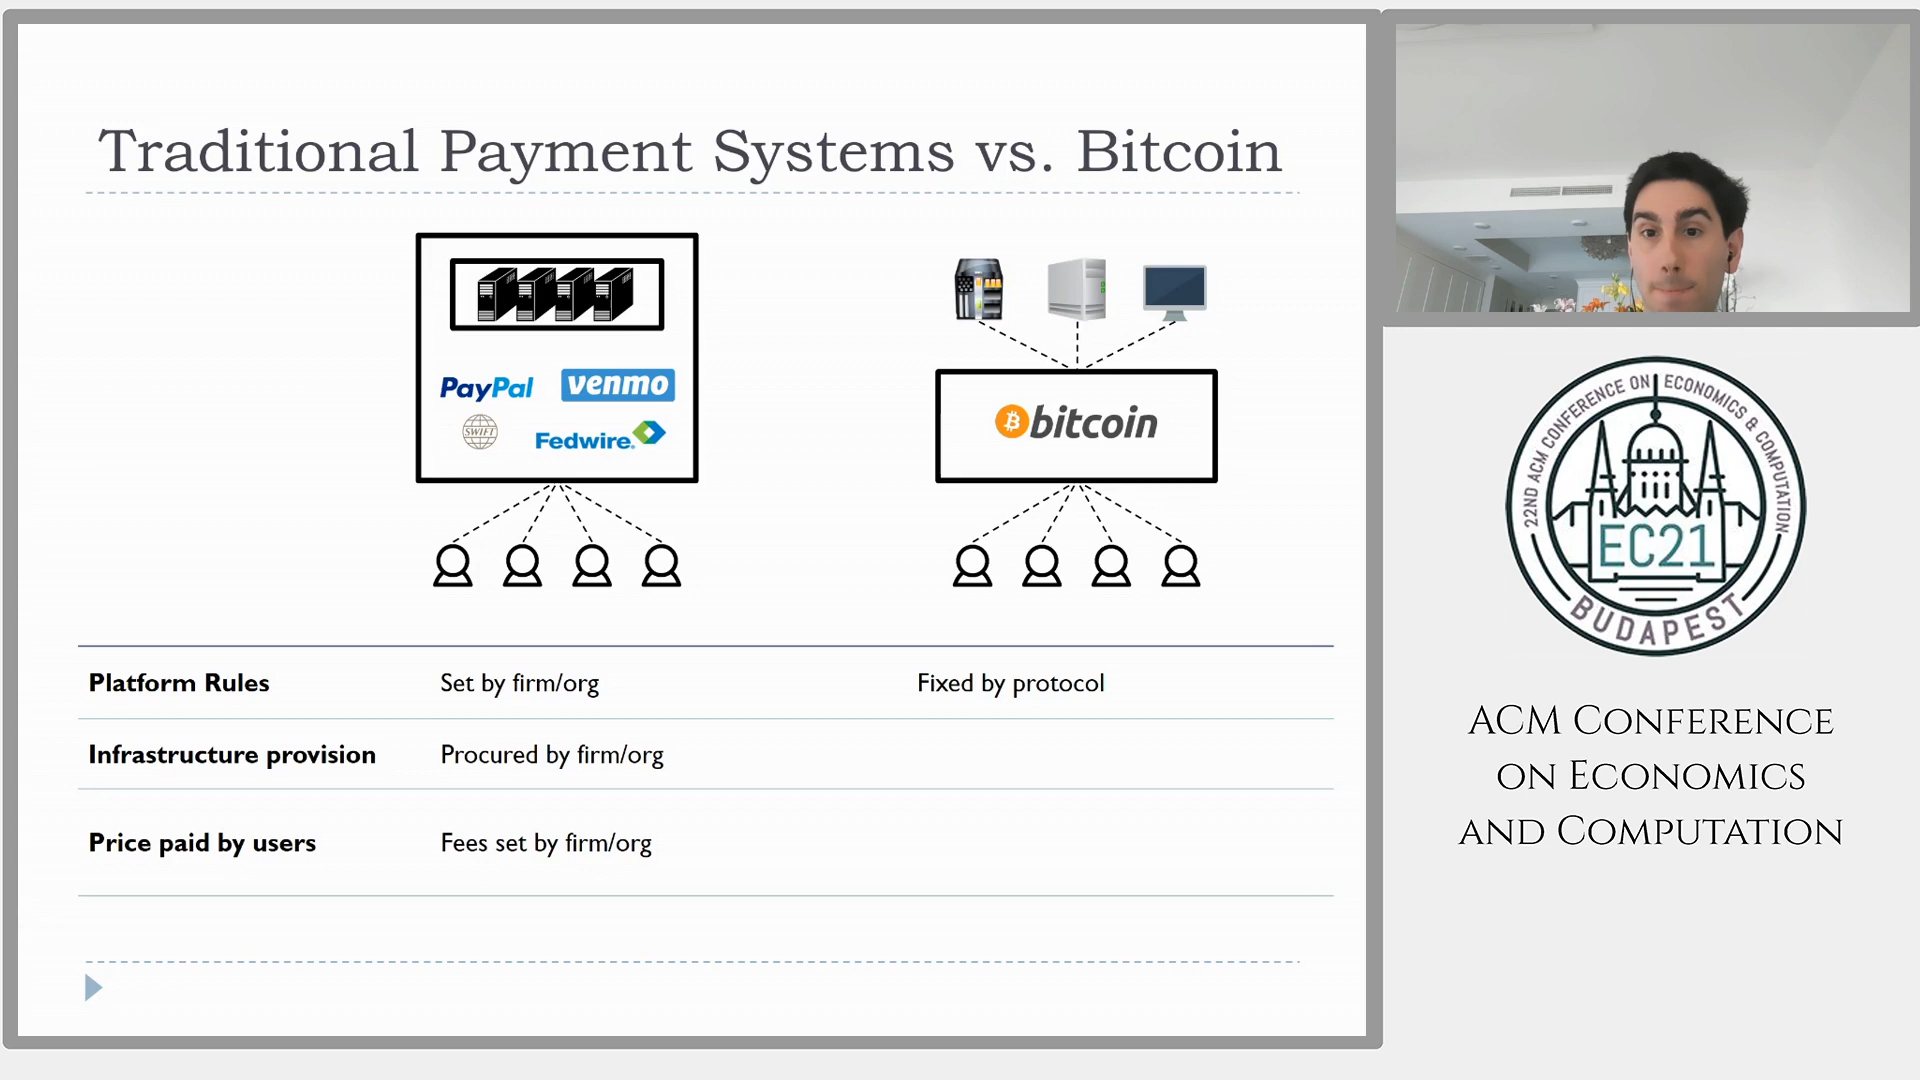 Traditional Payment Systems vs. Bitcoin
PayPal
venmo
SWIFT
Fedwire
bitcoin
Platform Rules
Set by firm/org
Fixed by protocol
Infrastructure provision
Procured by firm/org
Price paid by users
Fees set by firm/org
22ND ACM CONFERENCE ON ECONOMICS & COMPUTATION
EC21
BUDAPEST
ACM Conference
on Economics
and Computation